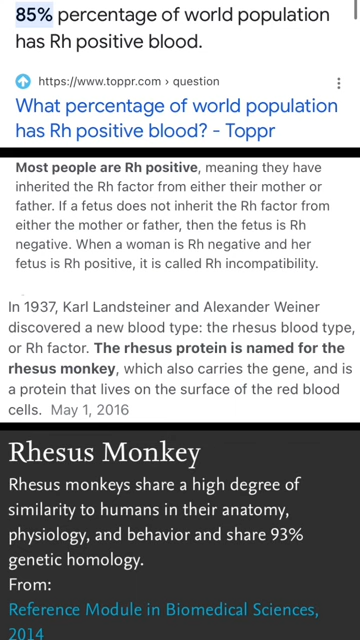 85% percentage of world population
has Rh positive blood.
https://www.toppr.com › question
What percentage of world population
has Rh positive blood? - Toppr
Most people are Rh positive, meaning they have
inherited the Rh factor from either their mother or
father. If a fetus does not inherit the Rh factor from
either the mother or father, then the fetus is Rh
negative. When a woman is Rh negative and her
fetus is Rh positive, it is called Rh incompatibility.
In 1937, Karl Landsteiner and Alexander Weiner
discovered a new blood type: the rhesus blood type,
or Rh factor. The rhesus protein is named for the
rhesus monkey, which also carries the gene, and is
a protein that lives on the surface of the red blood
cells. May 1, 2016
Rhesus Monkey
Rhesus monkeys share a high degree of
similarity to humans in their anatomy,
physiology, and behavior and share 93%
genetic homology.
From:
Reference Module in Biomedical Sciences,
2014